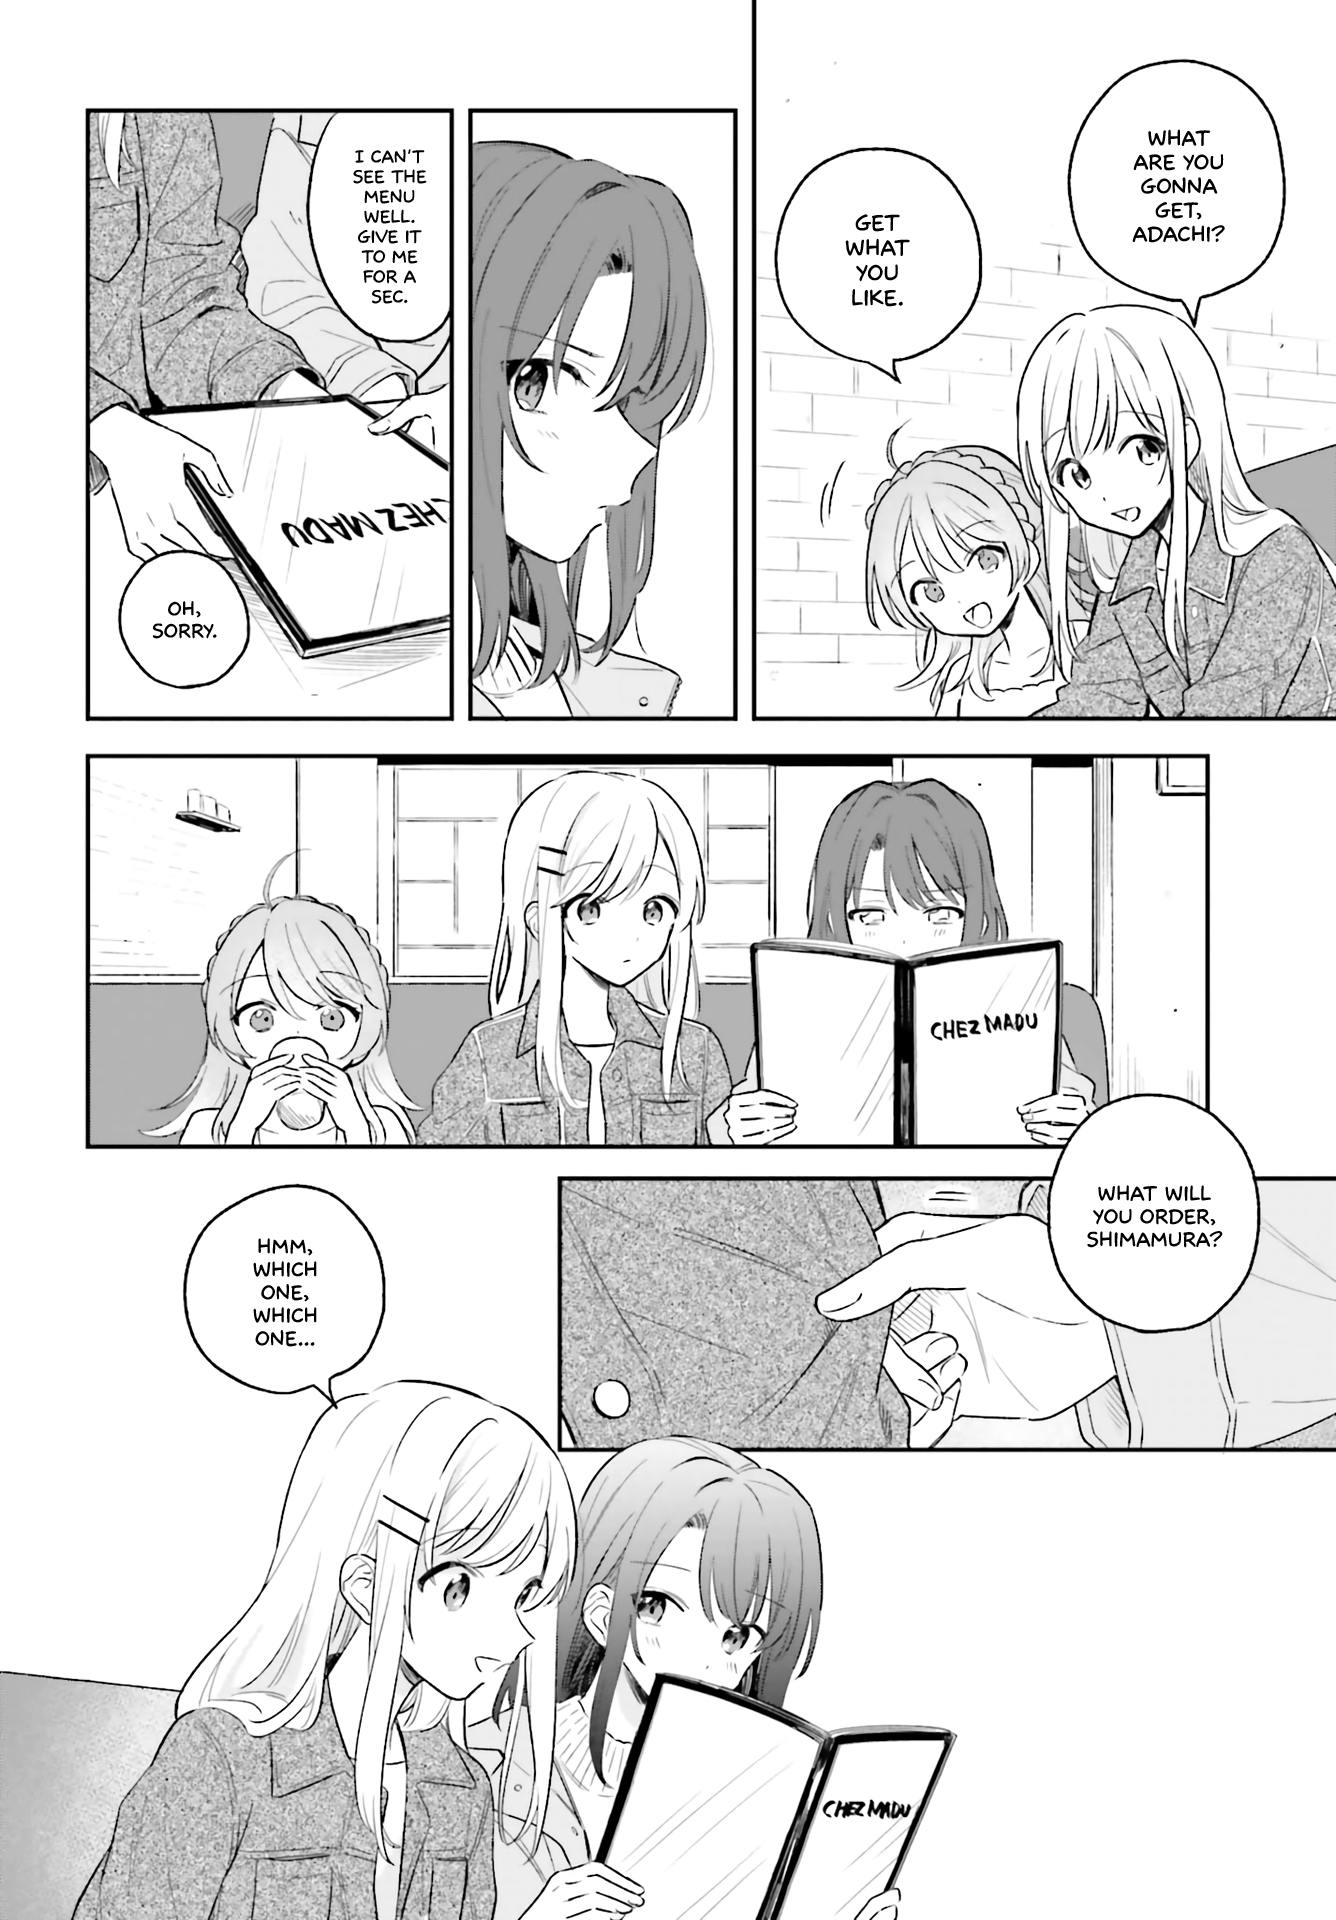 WHAT
ARE YOU
GONNA
GET,
ADACHI?
GET
WHAT
YOU
LIKE.
I CAN'T
SEE THE
MENU
WELL.
GIVE IT
TO ME
FOR A
SEC.
CHEZ MADU
OH,
SORRY.
CHEZ MADU
WHAT WILL
YOU ORDER,
SHIMAMURA?
HMM,
WHICH
ONE,
WHICH
ONE...
CHEZ MADU